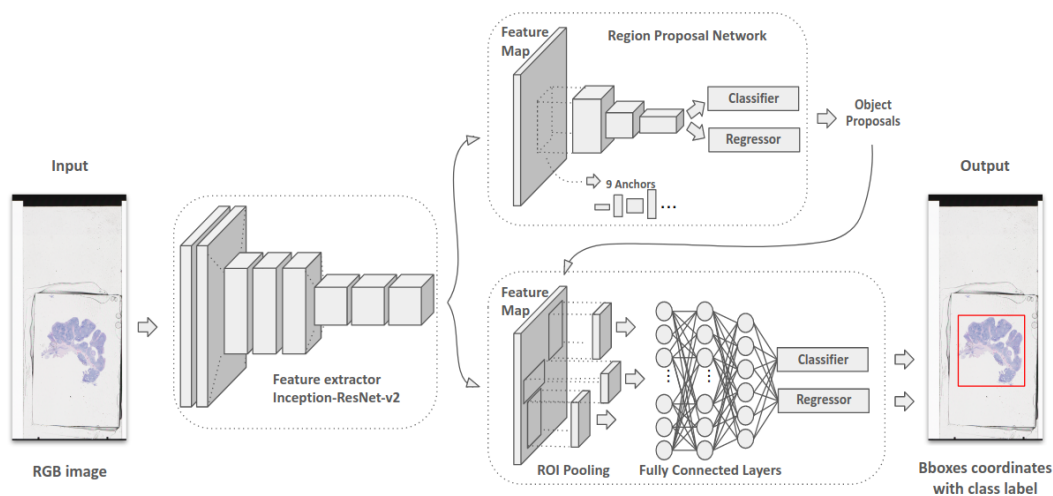 Input
RGB image
Feature extractor
Inception-ResNet-v2
Feature
Map
Region Proposal Network
Classifier
Regressor
9 Anchors
...
Object
Proposals
Feature
Map
ROI Pooling
Fully Connected Layers
Classifier
Regressor
Output
Bboxes coordinates
with class label